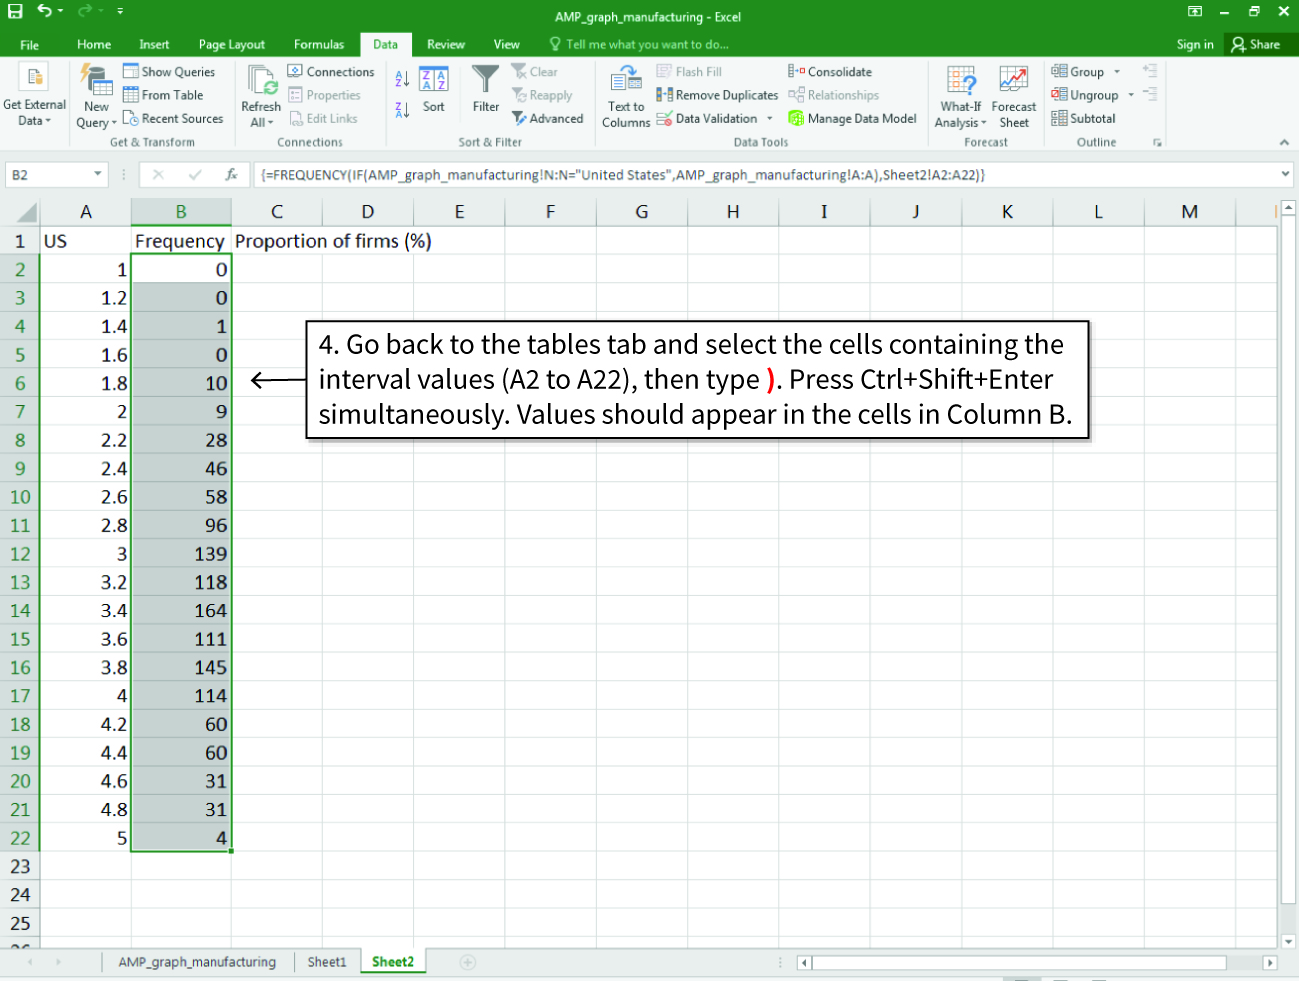 AMP_graph_manufacturing - Excel
File Home Insert Page Layout Formulas Data Review View Tell me what you want to do... Sign in Share
Get External Data
New Query
Show Queries
From Table
Recent Sources
Get & Transform
Refresh All
Connections
Properties
Edit Links
Connections
Sort
Filter
Clear
Reapply
Advanced
Sort & Filter
Text to Columns
Flash Fill
Remove Duplicates
Data Validation
Consolidate
Relationships
Manage Data Model
Data Tools
What-If Analysis
Forecast Sheet
Forecast
Group
Ungroup
Subtotal
Outline
B2 fx {=FREQUENCY(IF(AMP_graph_manufacturing!N:N="United States",AMP_graph_manufacturing!A:A),Sheet2!A2:A22)}
A B C D E F G H I J K L M
1 US Frequency Proportion of firms (%)
2 1 0
3 1.2 0
4 1.4 1
5 1.6 0
6 1.8 10
7 2 9
8 2.2 28
9 2.4 46
10 2.6 58
11 2.8 96
12 3 139
13 3.2 118
14 3.4 164
15 3.6 111
16 3.8 145
17 4 114
18 4.2 60
19 4.4 60
20 4.6 31
21 4.8 31
22 5 4
23
24
25
4. Go back to the tables tab and select the cells containing the
interval values (A2 to A22), then type ). Press Ctrl+Shift+Enter
simultaneously. Values should appear in the cells in Column B.
AMP_graph_manufacturing Sheet1 Sheet2